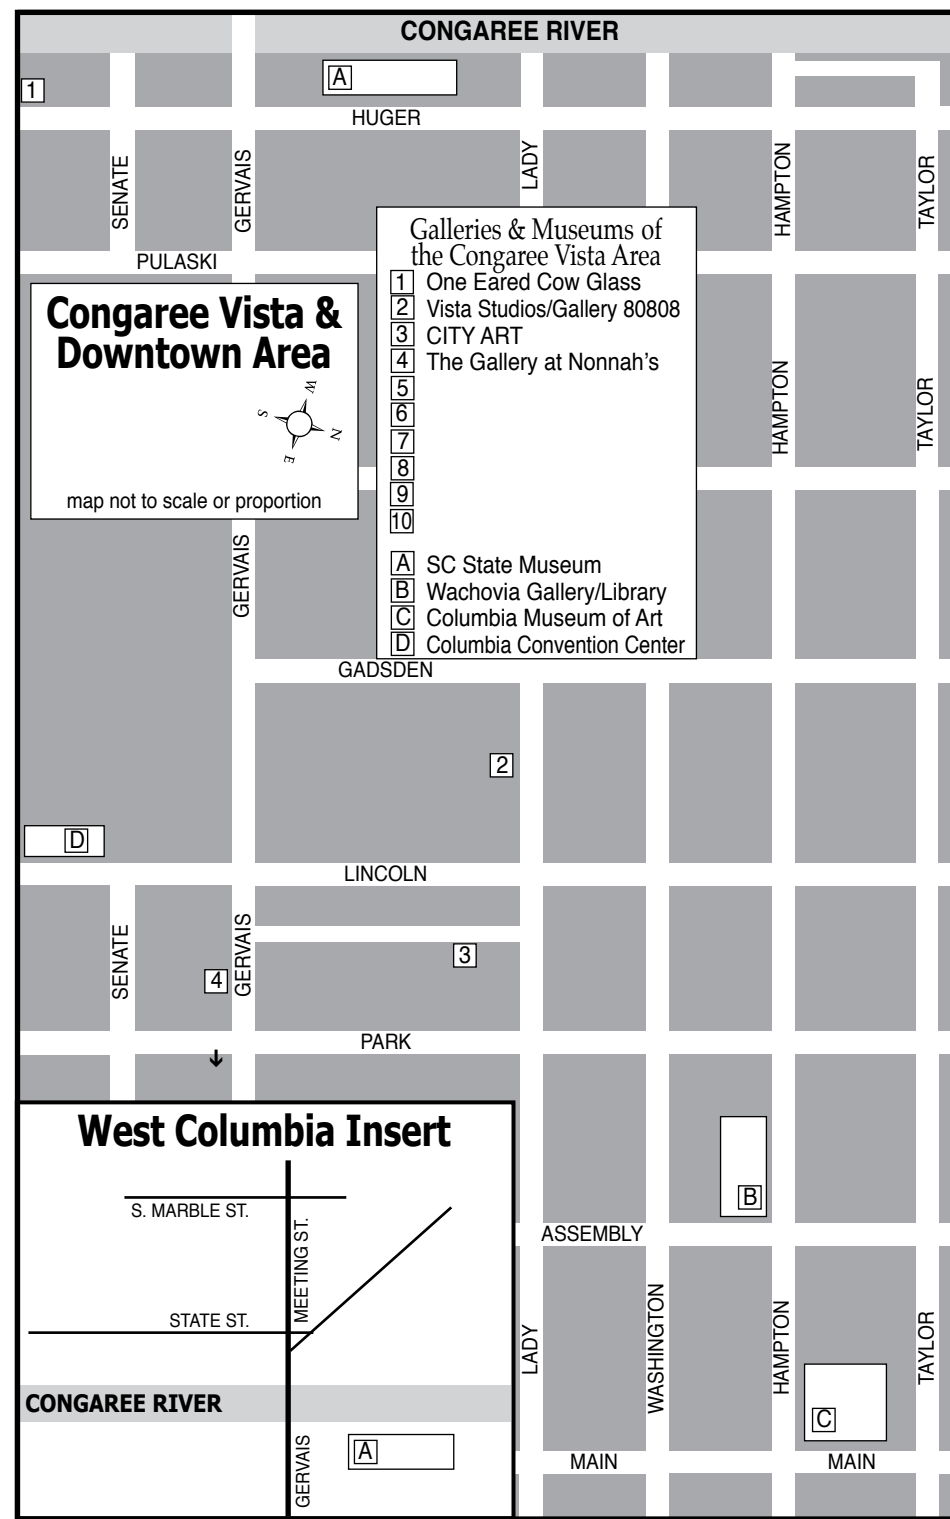 CONGAREE RIVER
1
A
HUGER
SENATE
GERVAIS
LADY
HAMPTON
TAYLOR
PULASKI
Galleries & Museums of
the Congaree Vista Area
1 One Eared Cow Glass
2 Vista Studios/Gallery 80808
3 CITY ART
4 The Gallery at Nonnah's
5
6
7
8
9
10
A SC State Museum
B Wachovia Gallery/Library
C Columbia Museum of Art
D Columbia Convention Center
Congaree Vista &
Downtown Area
W
S
N
E
map not to scale or proportion
HAMPTON
TAYLOR
GERVAIS
GADSDEN
2
D
LINCOLN
SENATE
GERVAIS
3
4
PARK
West Columbia Insert
S. MARBLE ST.
MEETING ST.
STATE ST.
CONGAREE RIVER
GERVAIS
A
B
ASSEMBLY
LADY
WASHINGTON
HAMPTON
TAYLOR
C
MAIN
MAIN